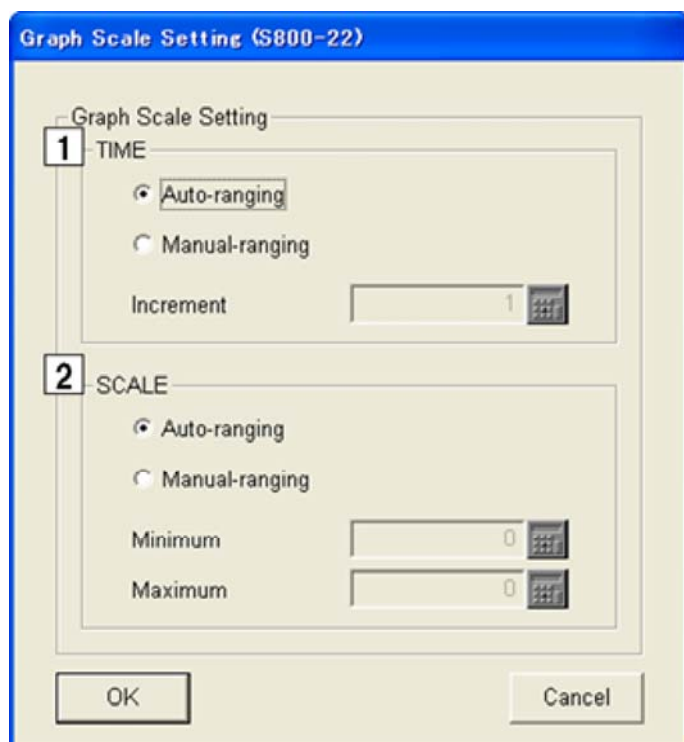 Graph Scale Setting (S800-22)
Graph Scale Setting
1
TIME
Auto-ranging
Manual-ranging
Increment 1
2
SCALE
Auto-ranging
Manual-ranging
Minimum 0
Maximum 0
OK Cancel